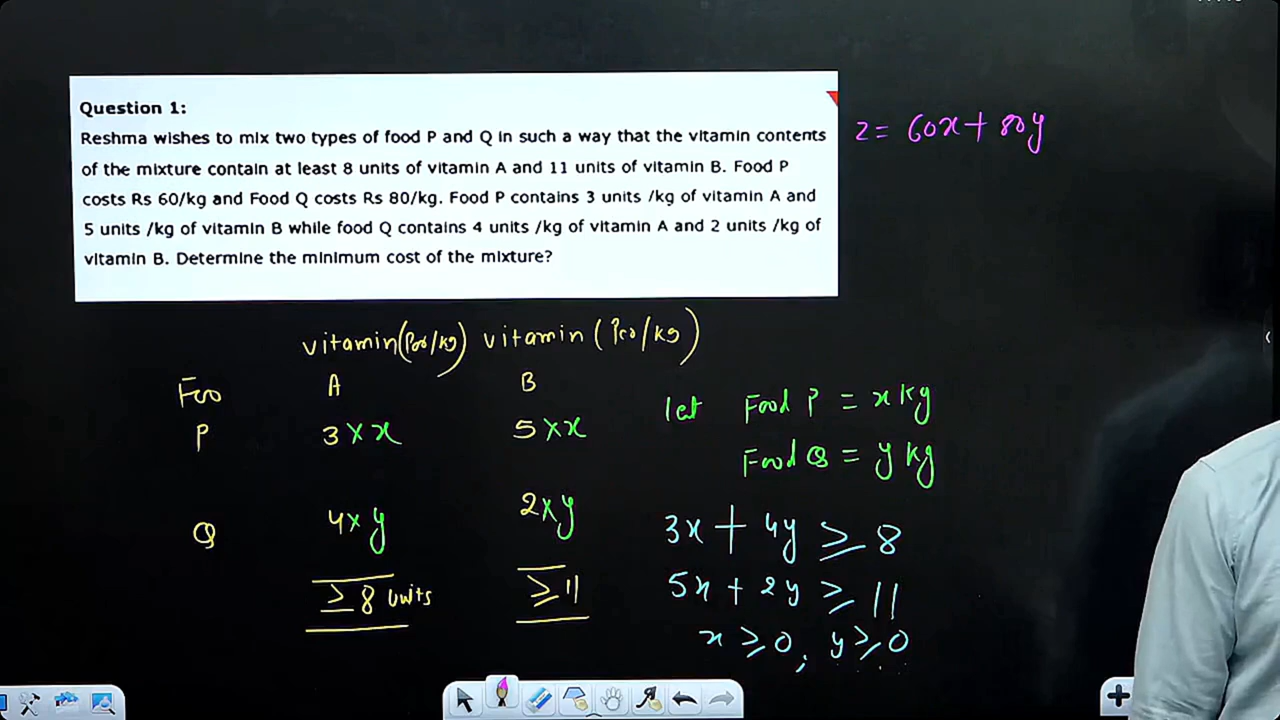 Question 1:
Reshma wishes to mix two types of food P and Q in such a way that the vitamin contents
of the mixture contain at least 8 units of vitamin A and 11 units of vitamin B. Food P
costs Rs 60/kg and Food Q costs Rs 80/kg. Food P contains 3 units /kg of vitamin A and
5 units /kg of vitamin B while food Q contains 4 units /kg of vitamin A and 2 units /kg of
vitamin B. Determine the minimum cost of the mixture?
z = 60x + 80y
vitamin ( /kg) vitamin ( /kg)
Foo A B
P 3 × x 5 × x
Q 4 × y 2 × y
≥ 8 units ≥ 11
let Food P = x kg
Food Q = y kg
3x + 4y ≥ 8
5x + 2y ≥ 11
x ≥ 0, y ≥ 0